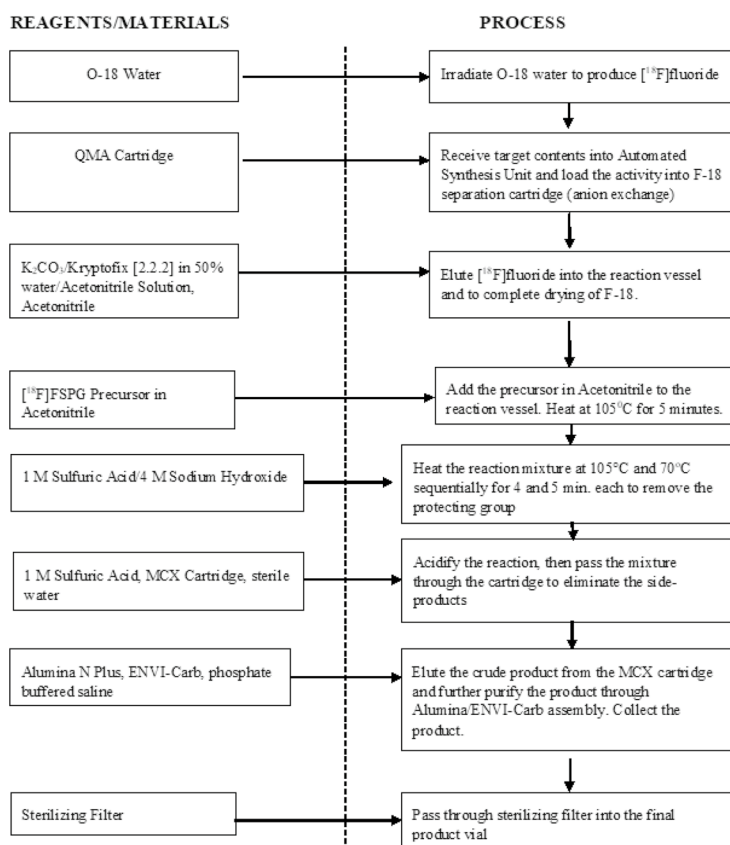 REAGENTS/MATERIALS
PROCESS
O-18 Water
Irradiate O-18 water to produce [¹⁸F]fluoride
QMA Cartridge
Receive target contents into Automated
Synthesis Unit and load the activity into F-18
separation cartridge (anion exchange)
K₂CO₃/Kryptofix [2.2.2] in 50%
water/Acetonitrile Solution,
Acetonitrile
Elute [¹⁸F]fluoride into the reaction vessel
and to complete drying of F-18.
[¹⁸F]FSPG Precursor in
Acetonitrile
Add the precursor in Acetonitrile to the
reaction vessel. Heat at 105⁰C for 5 minutes.
1 M Sulfuric Acid/4 M Sodium Hydroxide
Heat the reaction mixture at 105°C and 70°C
sequentially for 4 and 5 min. each to remove the
protecting group
1 M Sulfuric Acid, MCX Cartridge, sterile
water
Acidify the reaction, then pass the mixture
through the cartridge to eliminate the side-
products
Alumina N Plus, ENVI-Carb, phosphate
buffered saline
Elute the crude product from the MCX cartridge
and further purify the product through
Alumina/ENVI-Carb assembly. Collect the
product.
Sterilizing Filter
Pass through sterilizing filter into the final
product vial